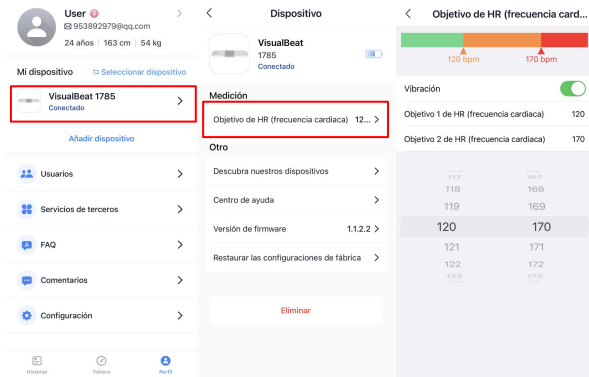 User
953892979@qq.com
24 años | 163 cm | 54 kg
Mi dispositivo
Seleccionar dispositivo
VisualBeat 1785
Conectado
Añadir dispositivo
Usuarios
Servicios de terceros
FAQ
Comentarios
Configuración
Historial
Tablero
Perfil
Dispositivo
VisualBeat
1785
Conectado
Medición
Objetivo de HR (frecuencia cardiaca) 12...
Otro
Descubra nuestros dispositivos
Centro de ayuda
Versión de firmware 1.1.2.2
Restaurar las configuraciones de fábrica
Eliminar
Objetivo de HR (frecuencia card...
120 bpm 170 bpm
Vibración
Objetivo 1 de HR (frecuencia cardiaca) 120
Objetivo 2 de HR (frecuencia cardiaca) 170
117 167
118 168
119 169
120 170
121 171
122 172
123 173